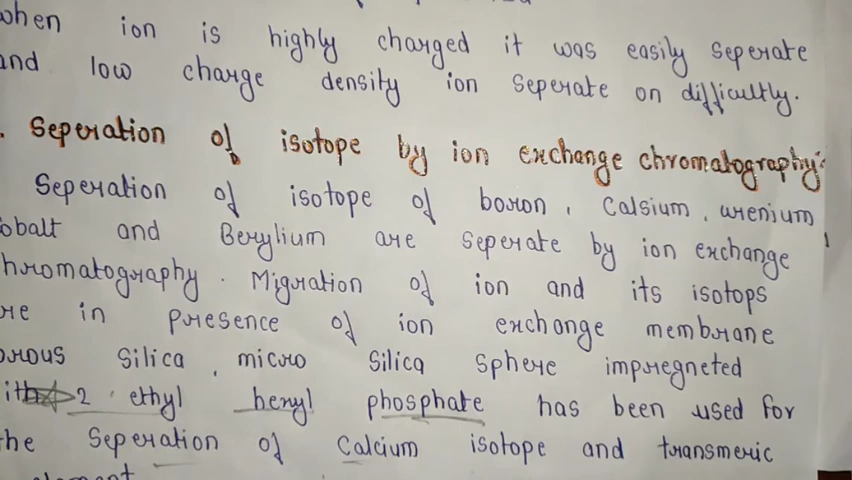 when ion is highly charged it was easily seperate
and low charge density ion seperate on difficultly.
. Seperation of isotope by ion exchange chromatography:
Seperation of isotope of boron , Calsium , urenium
obalt and Berylium are seperate by ion exchange
hromatography . Migration of ion and its isotops
re in presence of ion exchonge membrane
orous silica , micro silica sphere impregneted
ith 2 ethyl hexyl phosphate has been used for
the seperation of calcium isotope and transmeric
element